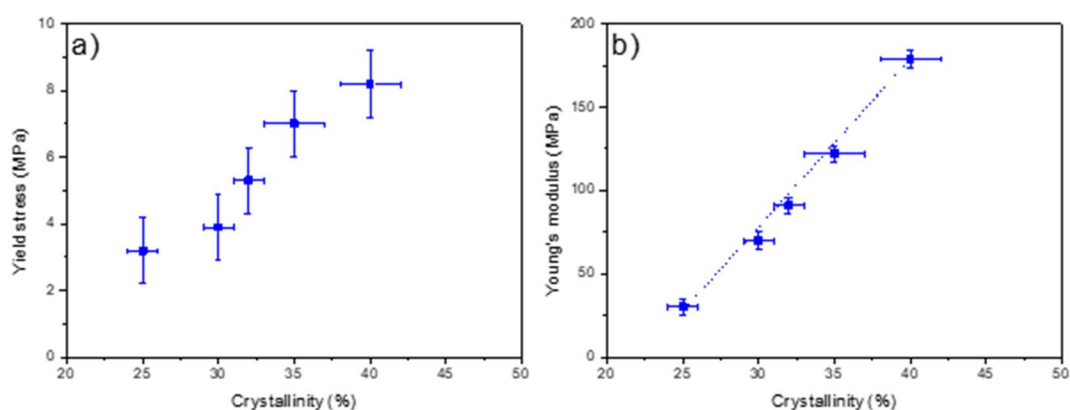 a)
10
8
6
4
2
0
Yield stress (MPa)
20 25 30 35 40 45 50
Crystallinity (%)
b)
200
150
100
50
0
Young's modulus (MPa)
20 25 30 35 40 45 50
Crystallinity (%)